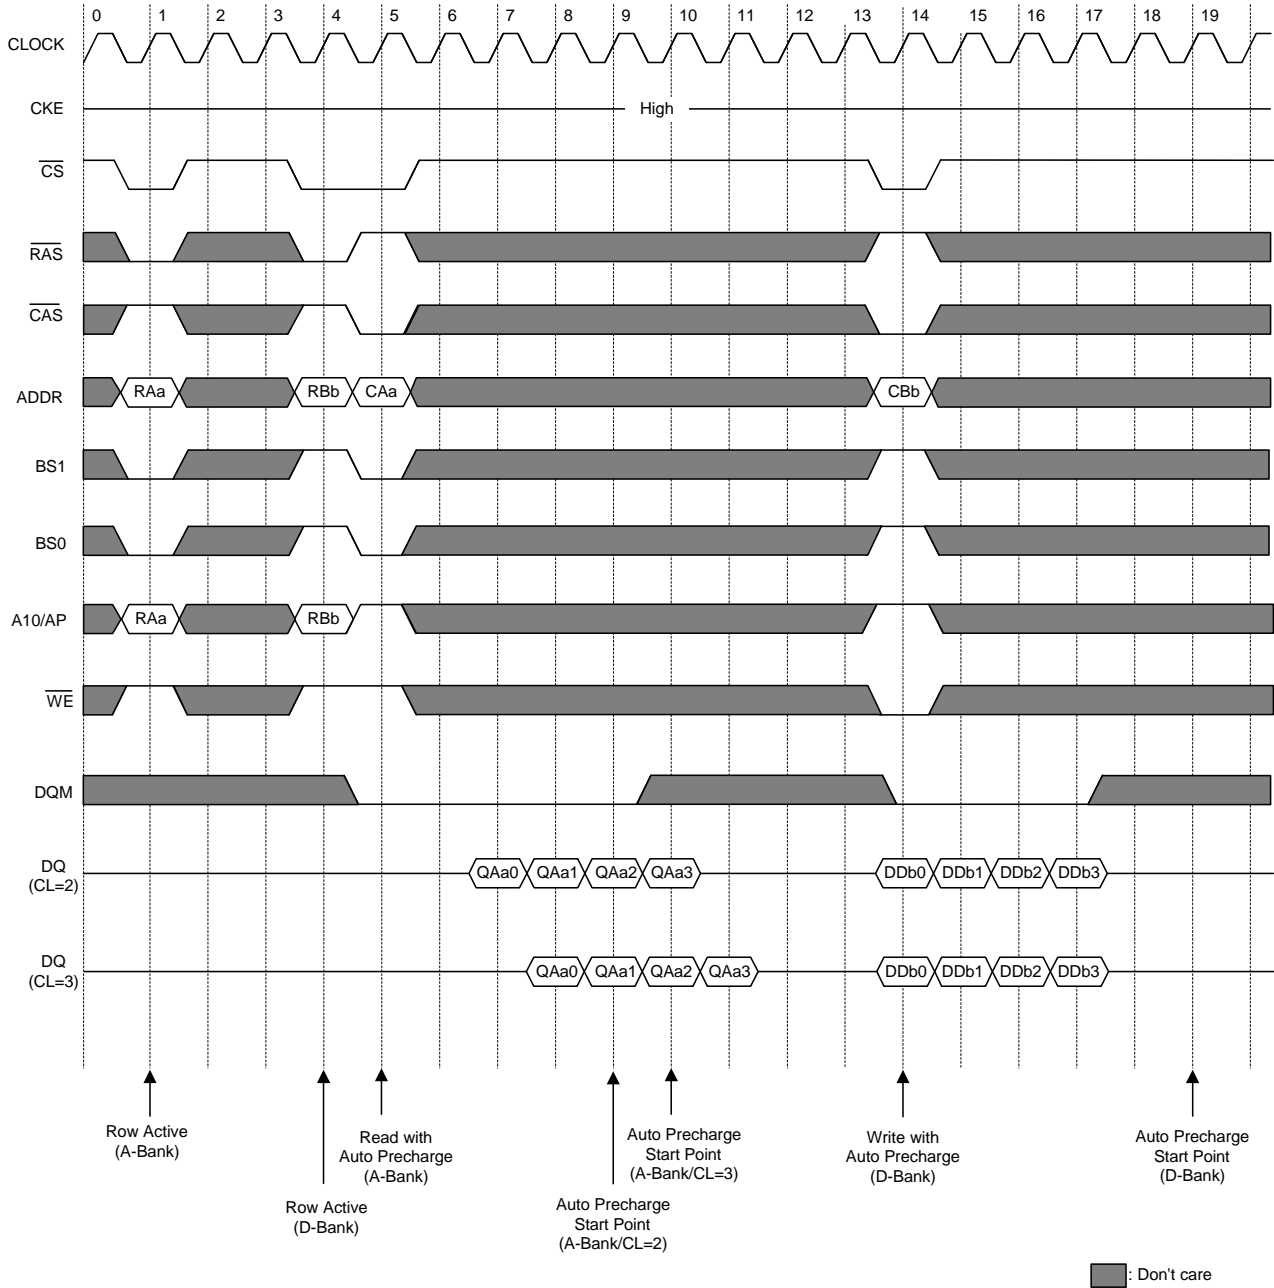 0 1 2 3 4 5 6 7 8 9 10 11 12 13 14 15 16 17 18 19
CLOCK
CKE High
CS
RAS
CAS
ADDR RAa RBb CAa CBb
BS1
BS0
A10/AP RAa RBb
WE
DQM
DQ
(CL=2) QAa0 QAa1 QAa2 QAa3 DDb0 DDb1 DDb2 DDb3
DQ
(CL=3) QAa0 QAa1 QAa2 QAa3 DDb0 DDb1 DDb2 DDb3
Row Active
(A-Bank)
Row Active
(D-Bank)
Read with
Auto Precharge
(A-Bank)
Auto Precharge
Start Point
(A-Bank/CL=2)
Auto Precharge
Start Point
(A-Bank/CL=3)
Write with
Auto Precharge
(D-Bank)
Auto Precharge
Start Point
(D-Bank)
: Don't care